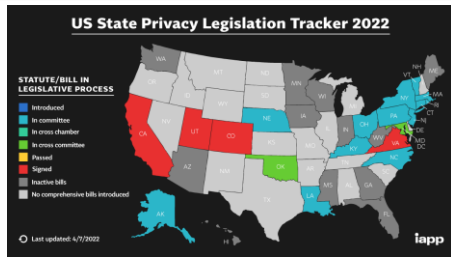 US State Privacy Legislation Tracker 2022
STATUTE/BILL IN
LEGISLATIVE PROCESS
Introduced
In committee
In cross chamber
In cross committee
Passed
Signed
Inactive bills
No comprehensive bills introduced
Last updated: 4/7/2022
WA
OR
CA
NV
ID
MT
WY
UT
AZ
CO
NM
ND
SD
NE
KS
OK
TX
MN
IA
MO
AR
LA
WI
IL
MS
MI
IN
KY
TN
AL
OH
WV
GA
FL
SC
NC
VA
PA
NY
VT
NH
ME
MA
RI
CT
NJ
DE
MD
DC
AK
HI
iapp